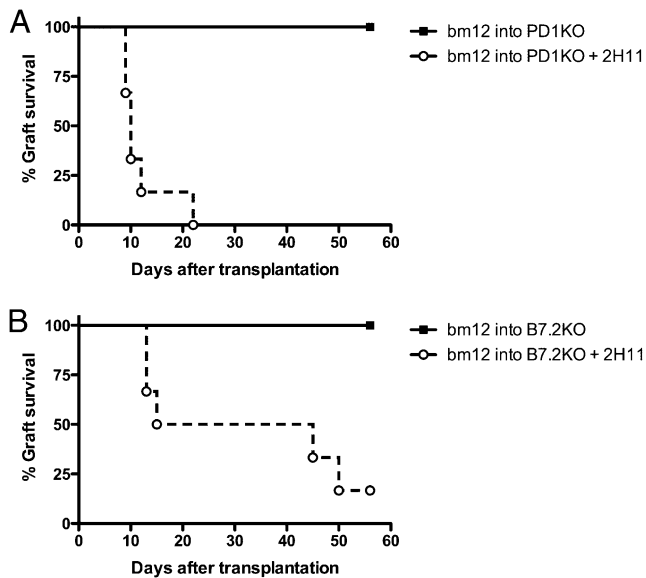 A
100
75
50
25
0
% Graft survival
0 10 20 30 40 50 60
Days after transplantation
bm12 into PD1KO
bm12 into PD1KO + 2H11
B
100
75
50
25
0
% Graft survival
0 10 20 30 40 50 60
Days after transplantation
bm12 into B7.2KO
bm12 into B7.2KO + 2H11